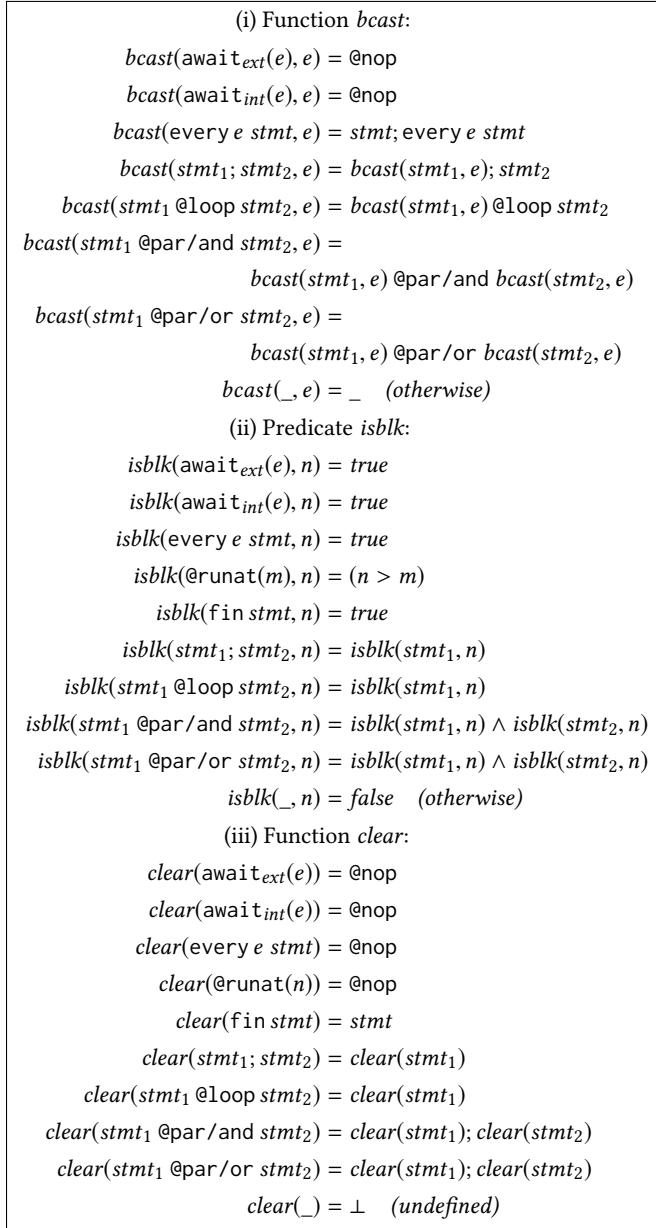 (i) Function bcast:
bcast(await_ext(e), e) = @nop
bcast(await_int(e), e) = @nop
bcast(every e stmt, e) = stmt; every e stmt
bcast(stmt₁; stmt₂, e) = bcast(stmt₁, e); stmt₂
bcast(stmt₁ @loop stmt₂, e) = bcast(stmt₁, e) @loop stmt₂
bcast(stmt₁ @par/and stmt₂, e) =
bcast(stmt₁, e) @par/and bcast(stmt₂, e)
bcast(stmt₁ @par/or stmt₂, e) =
bcast(stmt₁, e) @par/or bcast(stmt₂, e)
bcast(_, e) = _ (otherwise)
(ii) Predicate isblk:
isblk(await_ext(e), n) = true
isblk(await_int(e), n) = true
isblk(every e stmt, n) = true
isblk(@runat(m), n) = (n > m)
isblk(fin stmt, n) = true
isblk(stmt₁; stmt₂, n) = isblk(stmt₁, n)
isblk(stmt₁ @loop stmt₂, n) = isblk(stmt₁, n)
isblk(stmt₁ @par/and stmt₂, n) = isblk(stmt₁, n) ∧ isblk(stmt₂, n)
isblk(stmt₁ @par/or stmt₂, n) = isblk(stmt₁, n) ∧ isblk(stmt₂, n)
isblk(_, n) = false (otherwise)
(iii) Function clear:
clear(await_ext(e)) = @nop
clear(await_int(e)) = @nop
clear(every e stmt) = @nop
clear(@runat(n)) = @nop
clear(fin stmt) = stmt
clear(stmt₁; stmt₂) = clear(stmt₁)
clear(stmt₁ @loop stmt₂) = clear(stmt₁)
clear(stmt₁ @par/and stmt₂) = clear(stmt₁); clear(stmt₂)
clear(stmt₁ @par/or stmt₂) = clear(stmt₁); clear(stmt₂)
clear(_) = ⊥ (undefined)